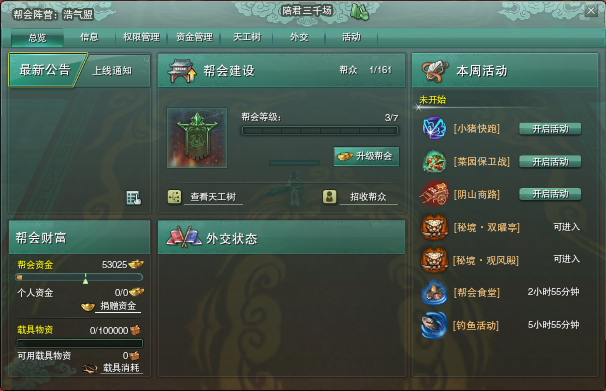 陪君三千场
帮会阵营：浩气盟
总览 信息 权限管理 资金管理 天工树 外交 活动
最新公告 上线通知
帮会建设 帮众 1/161
帮会等级： 3/7
升级帮会
查看天工树 招收帮众
本周活动
未开始
[小猪快跑] 开启活动
[菜园保卫战] 开启活动
[阴山商路] 开启活动
[秘境·双曜亭] 可进入
[秘境·观风殿] 可进入
[帮会食堂] 2小时55分钟
[钓鱼活动] 5小时55分钟
帮会财富
帮会资金 53025
个人资金 0/0
捐赠资金
载具物资 0/100000
可用载具物资 0
载具消耗
外交状态